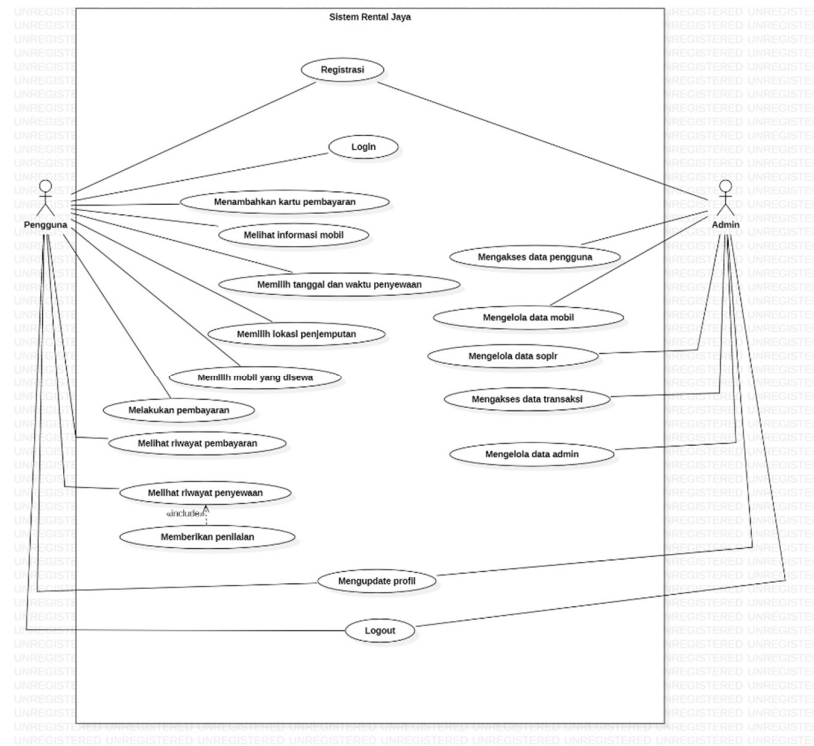 Sistem Rental Jaya
Registrasi
Login
Menambahkan kartu pembayaran
Melihat informasi mobil
Pengguna
Admin
Mengakses data pengguna
Memilih tanggal dan waktu penyewaan
Mengelola data mobil
Memilih lokasi penjemputan
Mengelola data sopir
Memilih mobil yang disewa
Mengakses data transaksi
Melakukan pembayaran
Melihat riwayat pembayaran
Mengelola data admin
Melihat riwayat penyewaan
«include»
Memberikan penilaian
Mengupdate profil
Logout
UNREGISTERED UNREGISTERED UNREGISTERED UNREGISTERED UNREGISTERED UNREGISTERED